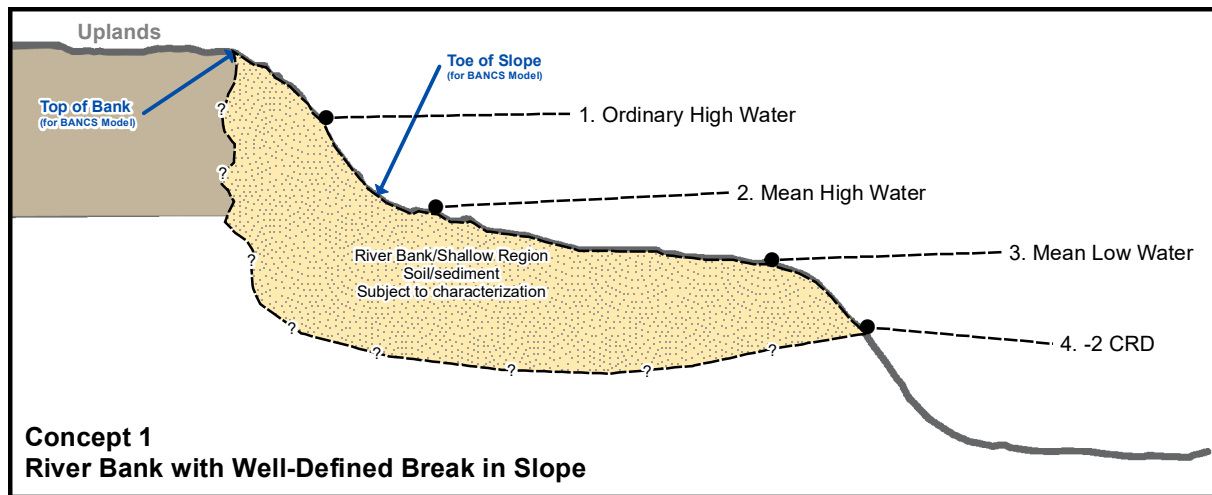 Uplands
Toe of Slope
(for BANCS Model)
Top of Bank
(for BANCS Model)
1. Ordinary High Water
?
?
2. Mean High Water
River Bank/Shallow Region
Soil/sediment
Subject to characterization
3. Mean Low Water
?
?
4. -2 CRD
?
?
?
?
Concept 1
River Bank with Well-Defined Break in Slope